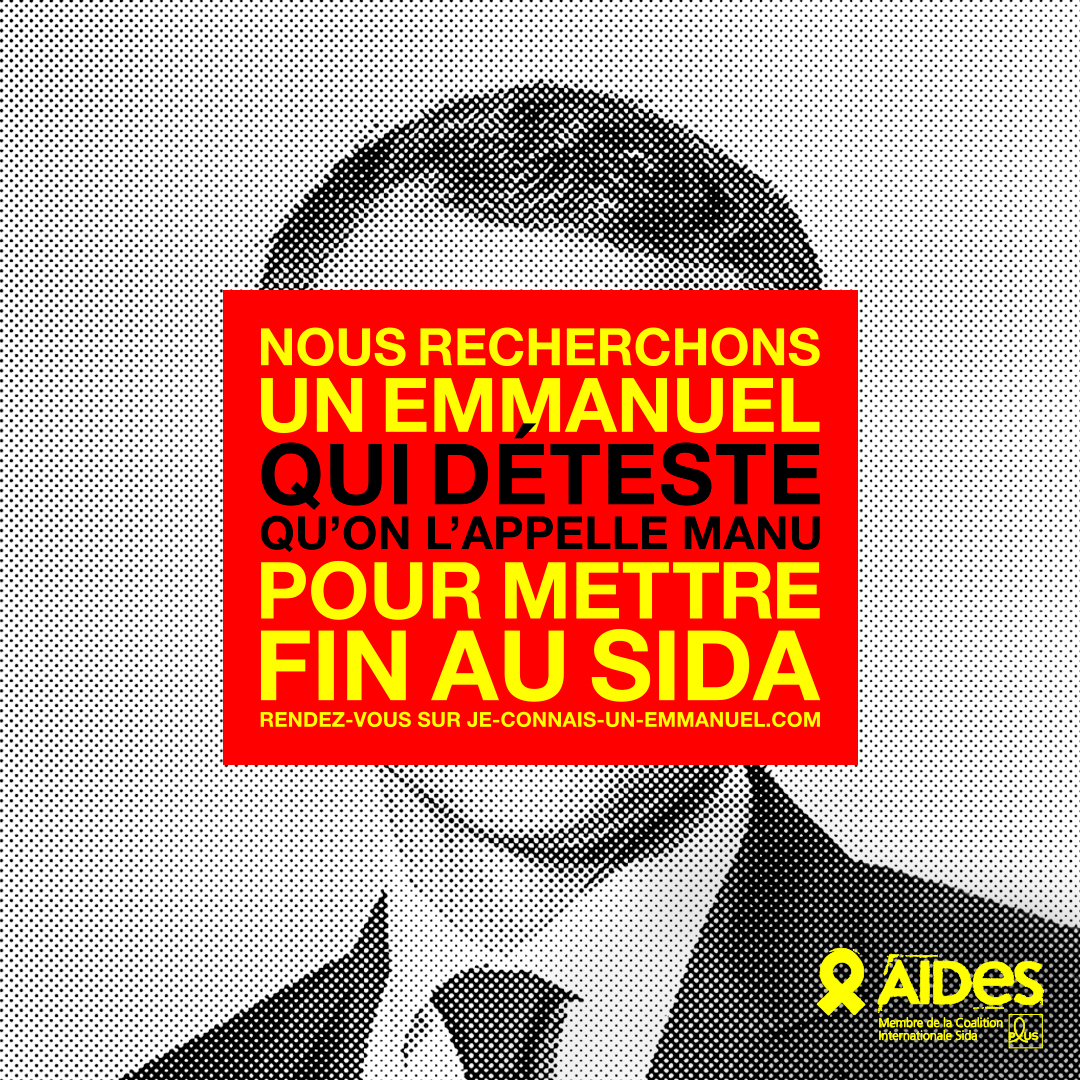 NOUS RECHERCHONS
UN EMMANUEL
QUI DÉTESTE
QU'ON L'APPELLE MANU
POUR METTRE
FIN AU SIDA
RENDEZ-VOUS SUR JE-CONNAIS-UN-EMMANUEL.COM
AIDES
Membre de la Coalition
Internationale Sida
PLUS